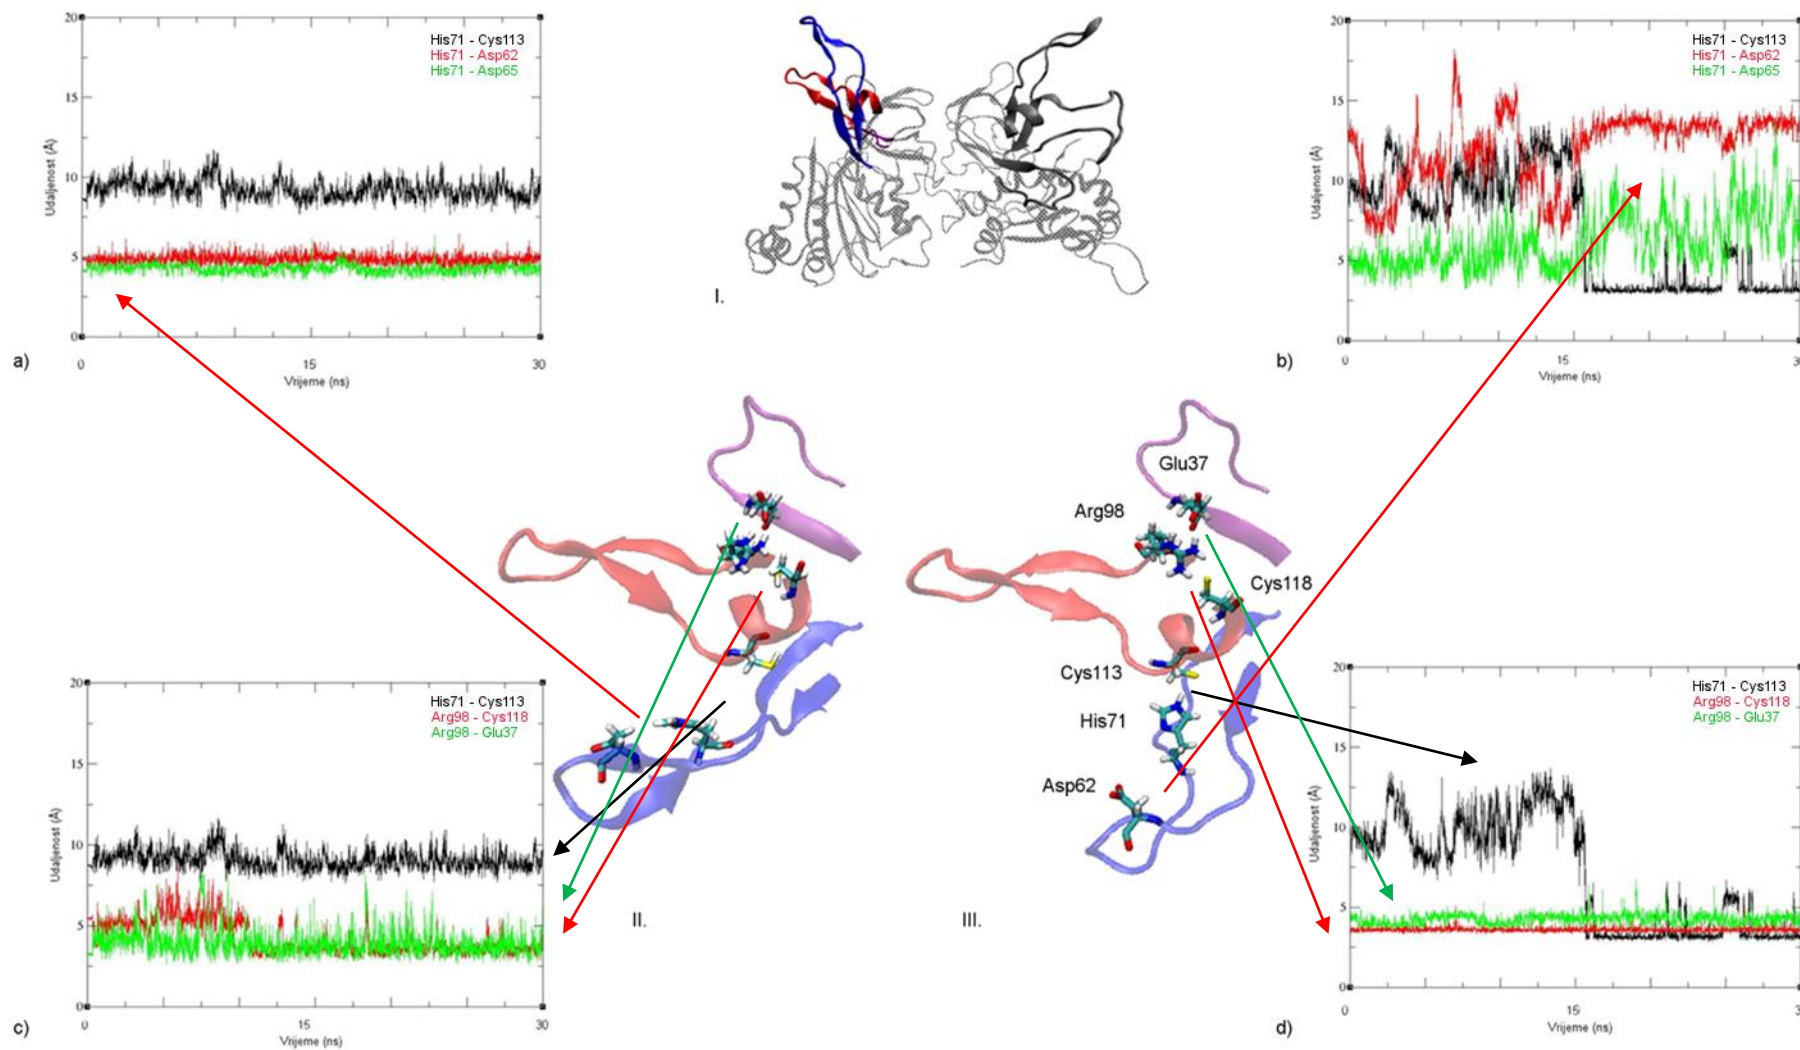 20
15
10
5
0
Udaljenost (Å)
His71 - Cys113
His71 - Asp62
His71 - Asp65
0
15
30
Vrijeme (ns)
a)
I.
20
15
10
5
0
Udaljenost (Å)
His71 - Cys113
His71 - Asp62
His71 - Asp65
0
15
3
Vrijeme (ns)
b)
Glu37
Arg98
Cys118
Cys113
His71
Asp62
II.
III.
20
15
10
5
0
Udaljenost (Å)
His71 - Cys113
Arg98 - Cys118
Arg98 - Glu37
0
15
30
Vrijeme (ns)
c)
20
15
10
5
0
Udaljenost (Å)
His71 - Cys113
Arg98 - Cys118
Arg98 - Glu37
0
15
3
Vrijeme (ns)
d)